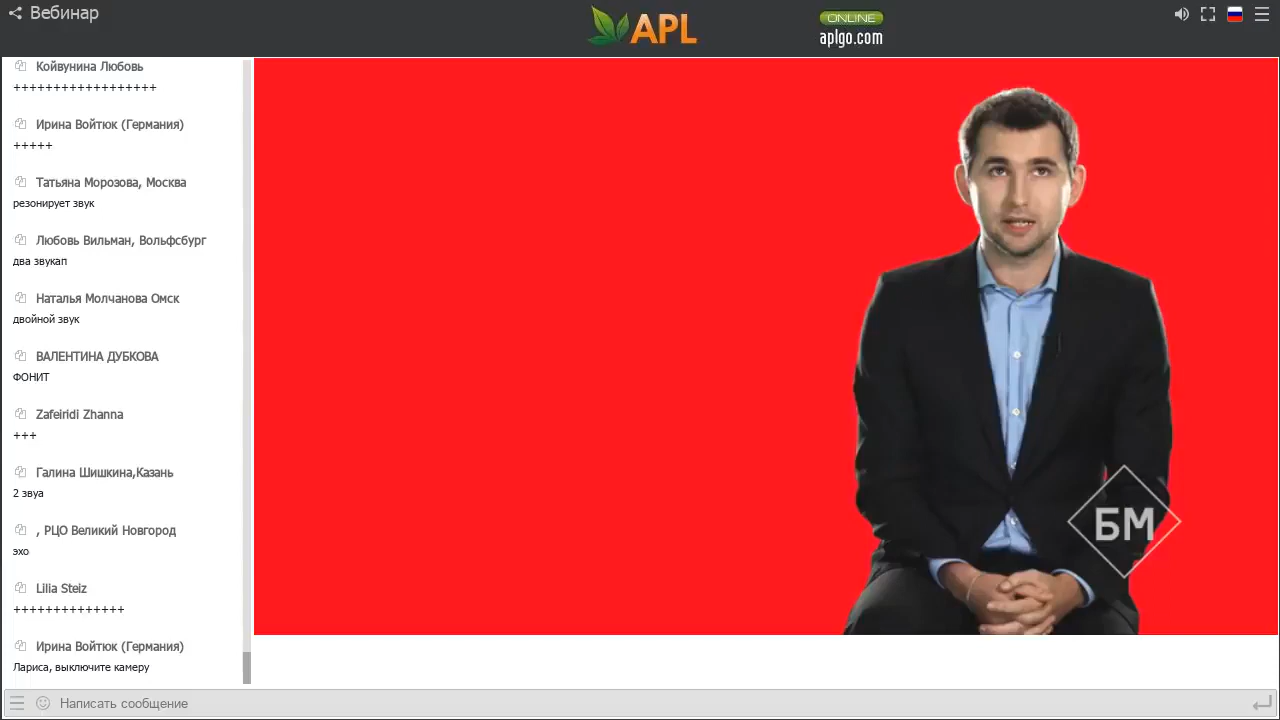 Вебинар
APL
ONLINE
aplgo.com
Койвунина Любовь
++++++++++++++++++
Ирина Войтюк (Германия)
+++++
Татьяна Морозова, Москва
резонирует звук
Любовь Вильман, Вольфсбург
два звукап
Наталья Молчанова Омск
двойной звук
ВАЛЕНТИНА ДУБКОВА
ФОНИТ
Zafeiridi Zhanna
+++
Галина Шишкина,Казань
2 звуа
, РЦО Великий Новгород
эхо
Lilia Steiz
++++++++++++++
Ирина Войтюк (Германия)
Лариса, выключите камеру
БМ
Написать сообщение